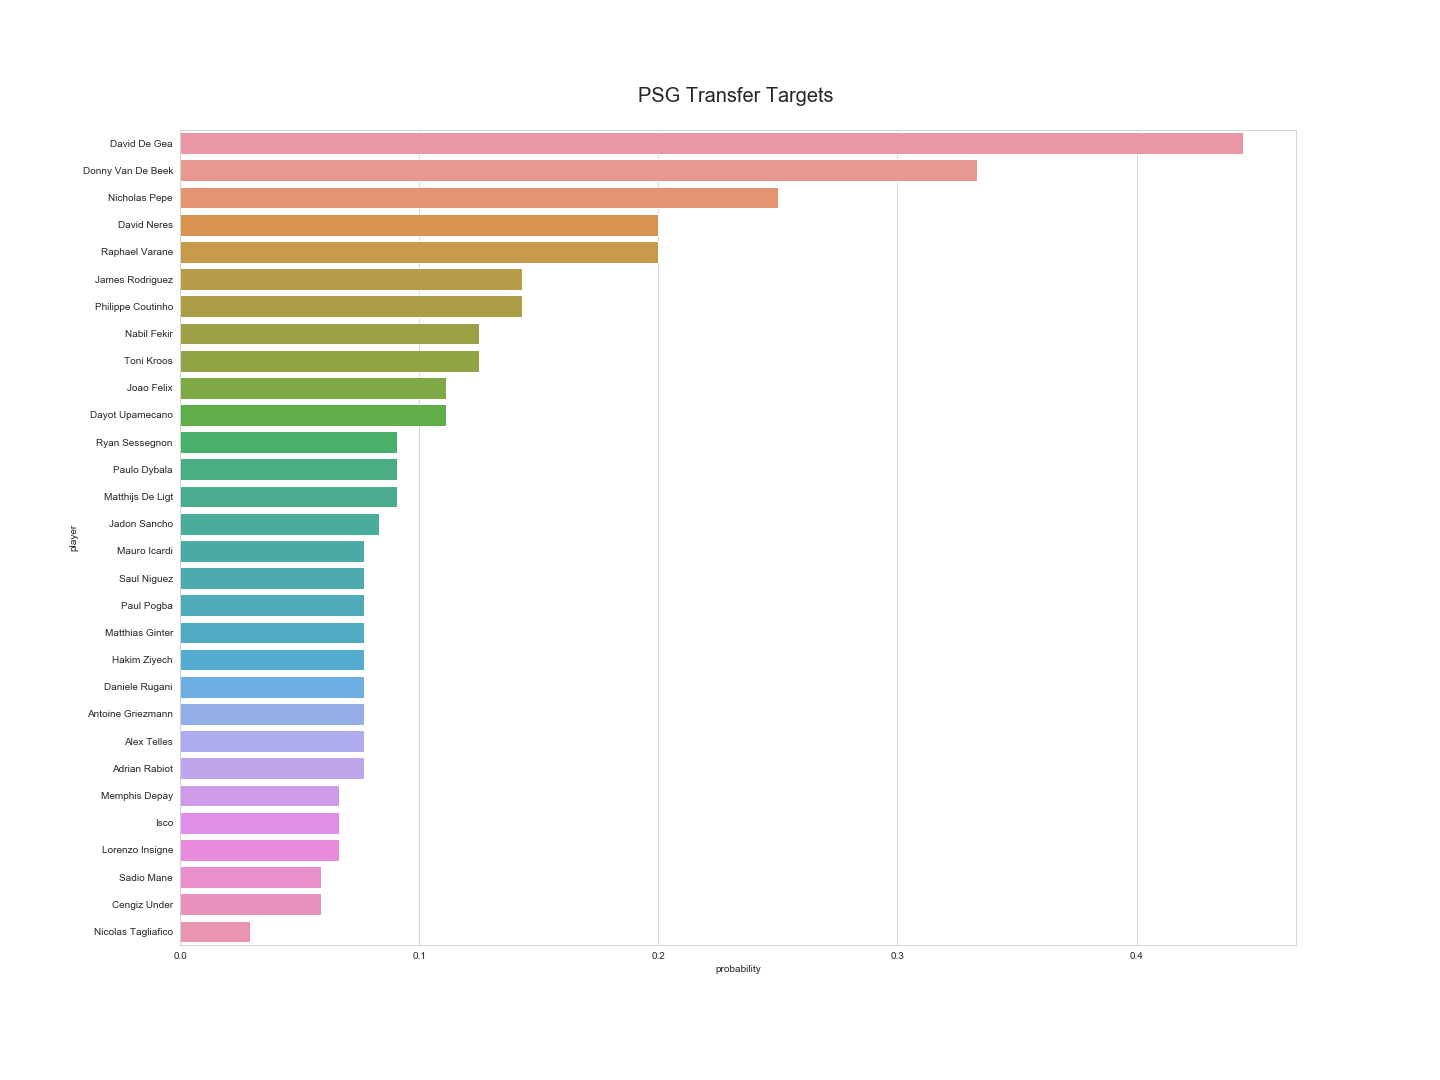 PSG Transfer Targets
David De Gea
Donny Van De Beek
Nicholas Pepe
David Neres
Raphael Varane
James Rodriguez
Philippe Coutinho
Nabil Fekir
Toni Kroos
Joao Felix
Dayot Upamecano
Ryan Sessegnon
Paulo Dybala
Matthijs De Ligt
Jadon Sancho
Mauro Icardi
Saul Niguez
Paul Pogba
Matthias Ginter
Hakim Ziyech
Daniele Rugani
Antoine Griezmann
Alex Telles
Adrian Rabiot
Memphis Depay
Isco
Lorenzo Insigne
Sadio Mane
Cengiz Under
Nicolas Tagliafico
player
0.0 0.1 0.2 0.3 0.4
probability